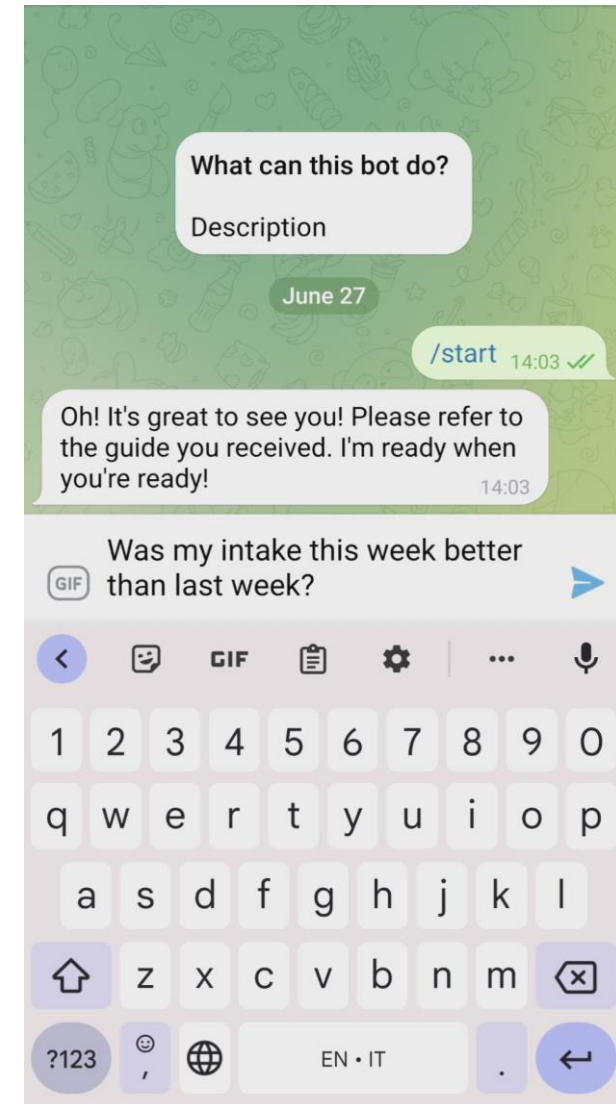 What can this bot do?
Description
June 27
/start 14:03
Oh! It's great to see you! Please refer to
the guide you received. I'm ready when
you're ready! 14:03
Was my intake this week better
GIF than last week?
GIF
1 2 3 4 5 6 7 8 9 0
q w e r t y u i o p
a s d f g h j k l
z x c v b n m
?123 , EN • IT .